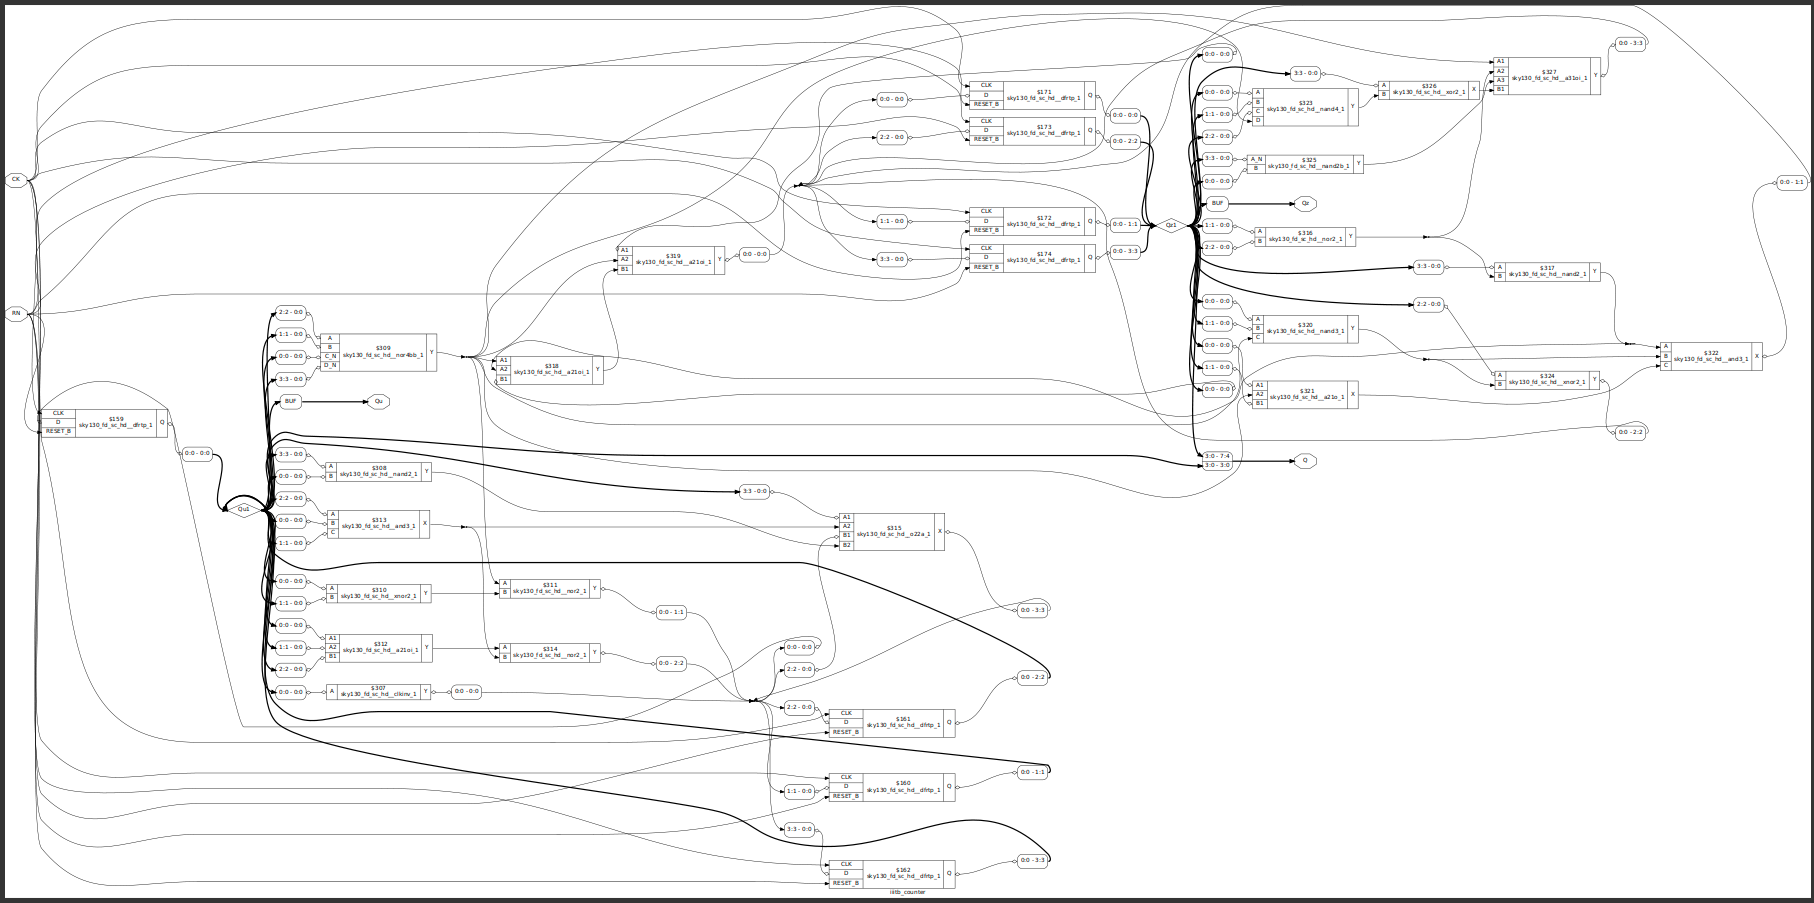 CK
RN
CLK
D
RESET_B
$159
sky130_fd_sc_hd__dfrtp_1
Q
0:0 - 0:0
Qu1
2:2 - 0:0
1:1 - 0:0
0:0 - 0:0
3:3 - 0:0
A
B
C_N
D_N
$309
sky130_fd_sc_hd__nor4bb_1
Y
BUF
Qu
3:3 - 0:0
0:0 - 0:0
A
B
$308
sky130_fd_sc_hd__nand2_1
Y
2:2 - 0:0
0:0 - 0:0
1:1 - 0:0
A
B
C
$313
sky130_fd_sc_hd__and3_1
X
0:0 - 0:0
1:1 - 0:0
A
B
$310
sky130_fd_sc_hd__xnor2_1
Y
0:0 - 0:0
1:1 - 0:0
2:2 - 0:0
A1
A2
B1
$312
sky130_fd_sc_hd__a21oi_1
Y
0:0 - 0:0
A
$307
sky130_fd_sc_hd__clkinv_1
Y
0:0 - 0:0
A1
A2
B1
$318
sky130_fd_sc_hd__a21oi_1
Y
A
B
$311
sky130_fd_sc_hd__nor2_1
Y
0:0 - 1:1
A
B
$314
sky130_fd_sc_hd__nor2_1
Y
0:0 - 2:2
A1
A2
B1
$319
sky130_fd_sc_hd__a21oi_1
Y
0:0 - 0:0
3:3 - 0:0
A1
A2
B1
B2
$315
sky130_fd_sc_hd__o22a_1
X
0:0 - 3:3
0:0 - 0:0
2:2 - 0:0
2:2 - 0:0
CLK
D
RESET_B
$161
sky130_fd_sc_hd__dfrtp_1
Q
0:0 - 2:2
1:1 - 0:0
CLK
D
RESET_B
$160
sky130_fd_sc_hd__dfrtp_1
Q
0:0 - 1:1
3:3 - 0:0
CLK
D
RESET_B
$162
sky130_fd_sc_hd__dfrtp_1
Q
0:0 - 3:3
iiitb_counter
0:0 - 0:0
CLK
D
RESET_B
$171
sky130_fd_sc_hd__dfrtp_1
Q
0:0 - 0:0
2:2 - 0:0
CLK
D
RESET_B
$173
sky130_fd_sc_hd__dfrtp_1
Q
0:0 - 2:2
1:1 - 0:0
CLK
D
RESET_B
$172
sky130_fd_sc_hd__dfrtp_1
Q
0:0 - 1:1
3:3 - 0:0
CLK
D
RESET_B
$174
sky130_fd_sc_hd__dfrtp_1
Q
0:0 - 3:3
Qz1
0:0 - 0:0
3:3 - 0:0
0:0 - 0:0
1:1 - 0:0
2:2 - 0:0
A
B
C
D
$323
sky130_fd_sc_hd__nand4_1
Y
A
B
$326
sky130_fd_sc_hd__xor2_1
X
A1
A2
A3
B1
$327
sky130_fd_sc_hd__a31oi_1
Y
0:0 - 3:3
3:3 - 0:0
0:0 - 0:0
A_N
B
$325
sky130_fd_sc_hd__nand2b_1
Y
BUF
Qz
1:1 - 0:0
2:2 - 0:0
A
B
$316
sky130_fd_sc_hd__nor2_1
Y
3:3 - 0:0
A
B
$317
sky130_fd_sc_hd__nand2_1
Y
2:2 - 0:0
0:0 - 0:0
1:1 - 0:0
0:0 - 0:0
A
B
C
$320
sky130_fd_sc_hd__nand3_1
Y
1:1 - 0:0
0:0 - 0:0
A1
A2
B1
$321
sky130_fd_sc_hd__a21o_1
X
A
B
$324
sky130_fd_sc_hd__xnor2_1
Y
0:0 - 2:2
A
B
C
$322
sky130_fd_sc_hd__and3_1
X
0:0 - 1:1
3:0 - 7:4
3:0 - 3:0
Q